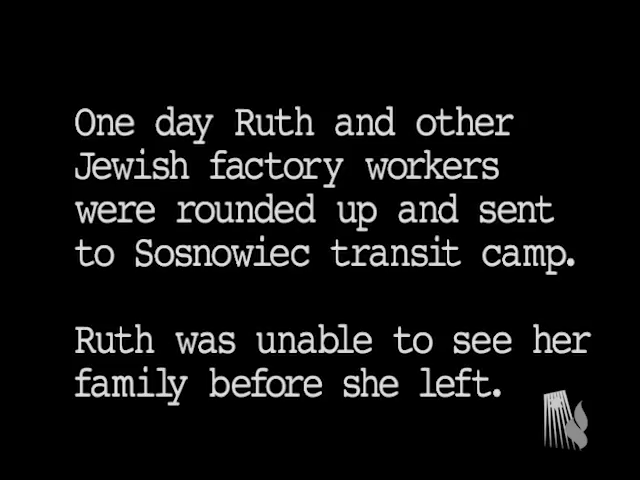 One day Ruth and other
Jewish factory workers
were rounded up and sent
to Sosnowiec transit camp.
Ruth was unable to see her
family before she left.